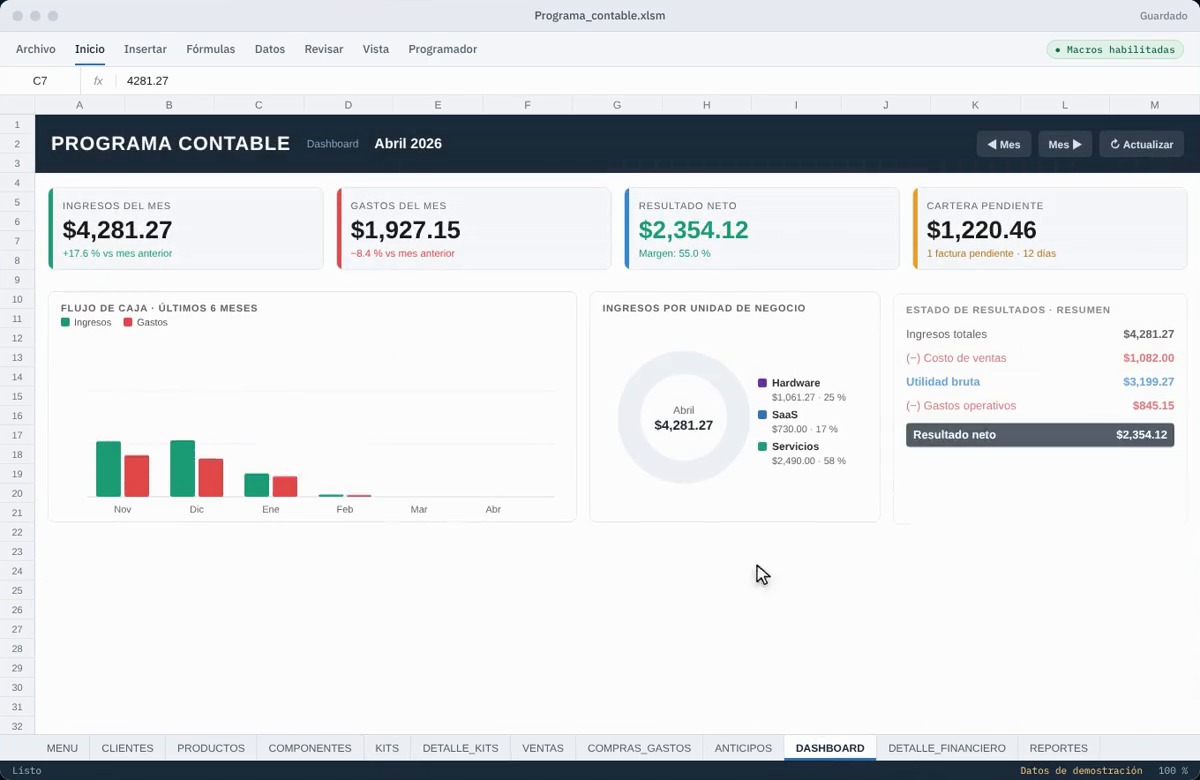 Programa_contable.xlsm
Guardado
Archivo Inicio Insertar Fórmulas Datos Revisar Vista Programador
● Macros habilitadas
C7 fx 4281.27
A B C D E F G H I J K L M
1
2
3
4
5
6
7
8
9
10
11
12
13
14
15
16
17
18
19
20
21
22
23
24
25
26
27
28
29
30
31
32
PROGRAMA CONTABLE Dashboard Abril 2026
◀ Mes Mes ▶ ↻ Actualizar
INGRESOS DEL MES
$4,281.27
+17.6 % vs mes anterior
GASTOS DEL MES
$1,927.15
−8.4 % vs mes anterior
RESULTADO NETO
$2,354.12
Margen: 55.0 %
CARTERA PENDIENTE
$1,220.46
1 factura pendiente · 12 días
FLUJO DE CAJA · ÚLTIMOS 6 MESES
Ingresos Gastos
Nov Dic Ene Feb Mar Abr
INGRESOS POR UNIDAD DE NEGOCIO
Abril
$4,281.27
Hardware
$1,061.27 · 25 %
SaaS
$730.00 · 17 %
Servicios
$2,490.00 · 58 %
ESTADO DE RESULTADOS · RESUMEN
Ingresos totales $4,281.27
(−) Costo de ventas $1,082.00
Utilidad bruta $3,199.27
(−) Gastos operativos $845.15
Resultado neto $2,354.12
MENU CLIENTES PRODUCTOS COMPONENTES KITS DETALLE_KITS VENTAS COMPRAS_GASTOS ANTICIPOS DASHBOARD DETALLE_FINANCIERO REPORTES
Listo
Datos de demostración 100 %